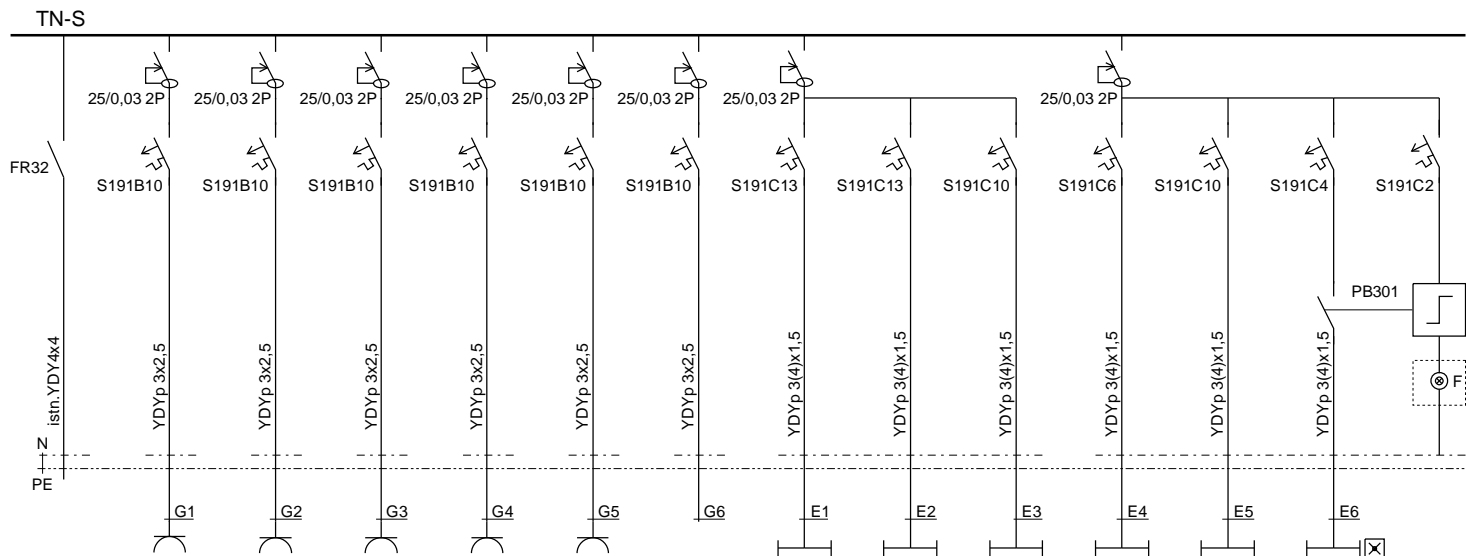 TN-S
25/0,03 2P 25/0,03 2P 25/0,03 2P 25/0,03 2P 25/0,03 2P 25/0,03 2P 25/0,03 2P 25/0,03 2P
FR32
S191B10 S191B10 S191B10 S191B10 S191B10 S191B10 S191C13 S191C13 S191C10 S191C6 S191C10 S191C4 S191C2
PB301
istn.YDY4x4
YDYp 3x2,5
YDYp 3x2,5
YDYp 3x2,5
YDYp 3x2,5
YDYp 3x2,5
YDYp 3x2,5
YDYp 3(4)x1,5
YDYp 3(4)x1,5
YDYp 3(4)x1,5
YDYp 3(4)x1,5
YDYp 3(4)x1,5
YDYp 3(4)x1,5
F
N
PE
G1 G2 G3 G4 G5 G6 E1 E2 E3 E4 E5 E6